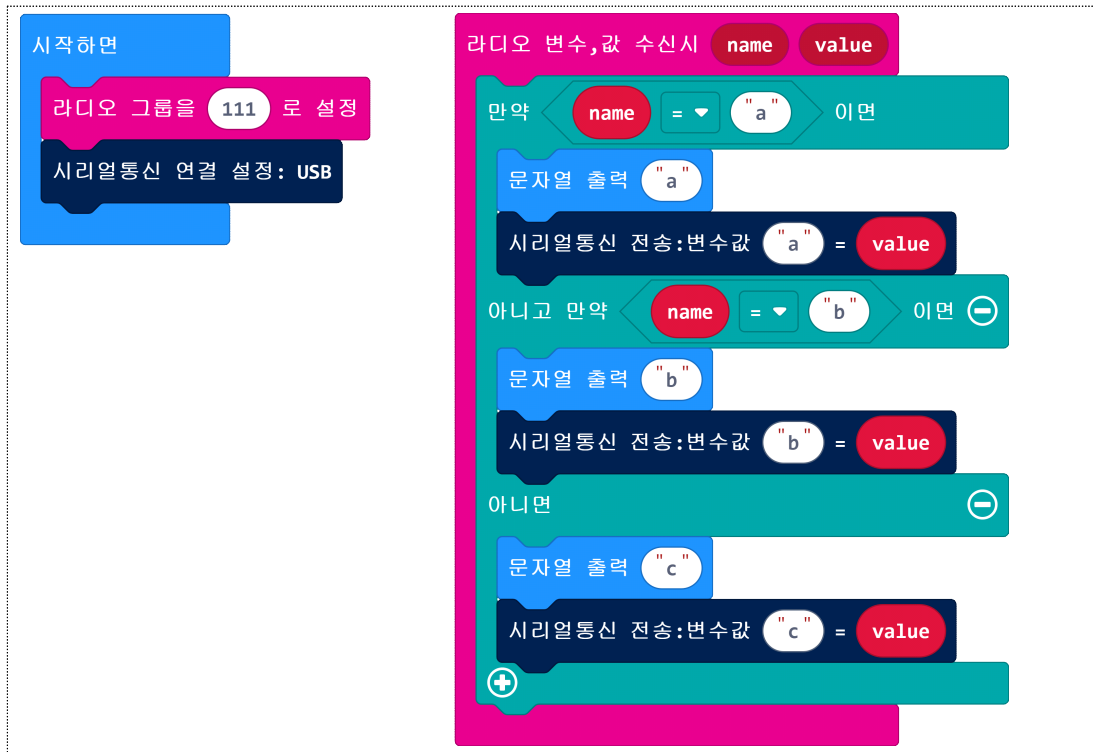 시작하면
라디오 그룹을 111 로 설정
시리얼통신 연결 설정: USB
라디오 변수,값 수신시 name value
만약 name = "a" 이면
문자열 출력 "a"
시리얼통신 전송:변수값 "a" = value
아니고 만약 name = "b" 이면
문자열 출력 "b"
시리얼통신 전송:변수값 "b" = value
아니면
문자열 출력 "c"
시리얼통신 전송:변수값 "c" = value